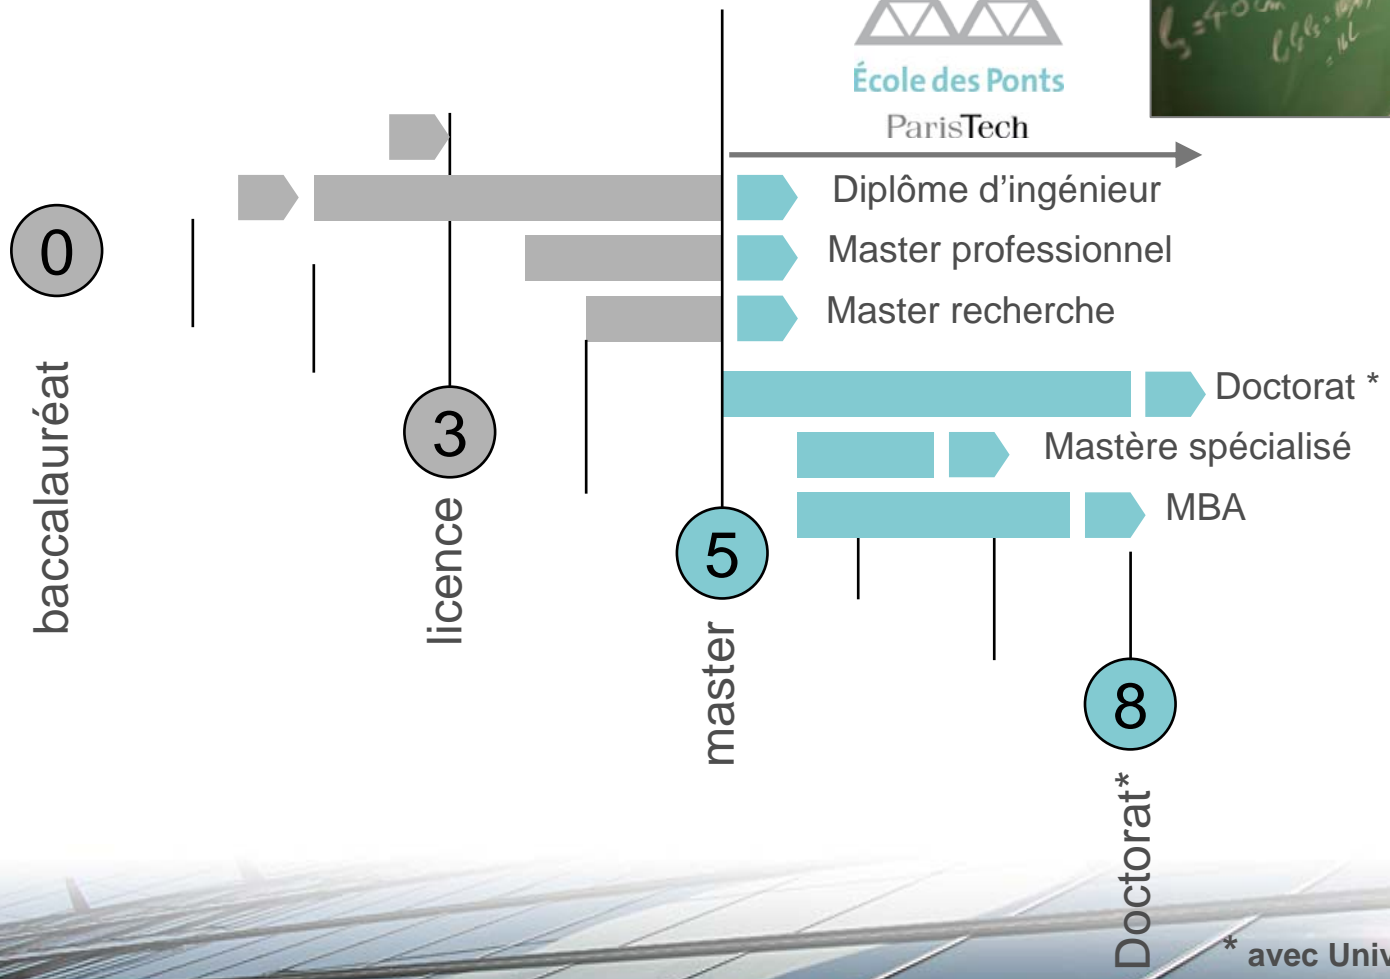 École des Ponts
ParisTech
Diplôme d'ingénieur
0
Master professionnel
Master recherche
Doctorat *
3
Mastère spécialisé
MBA
5
8
baccalauréat
licence
master
Doctorat*
* avec Univ